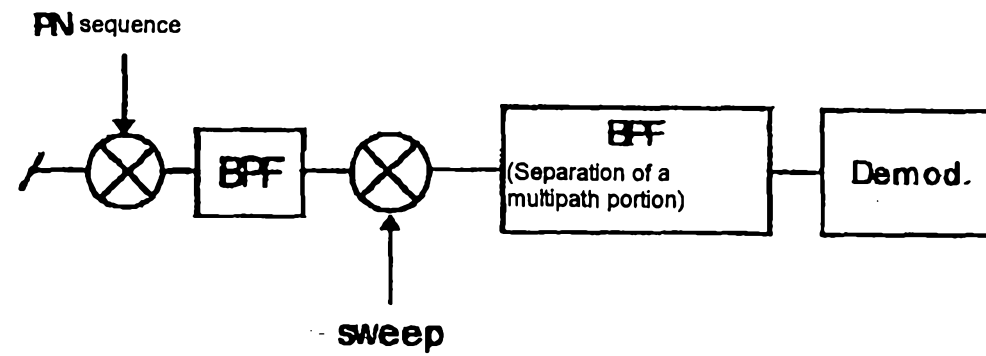 PN sequence
BPF
BPF
(Separation of a
multipath portion)
Demod.
sweep